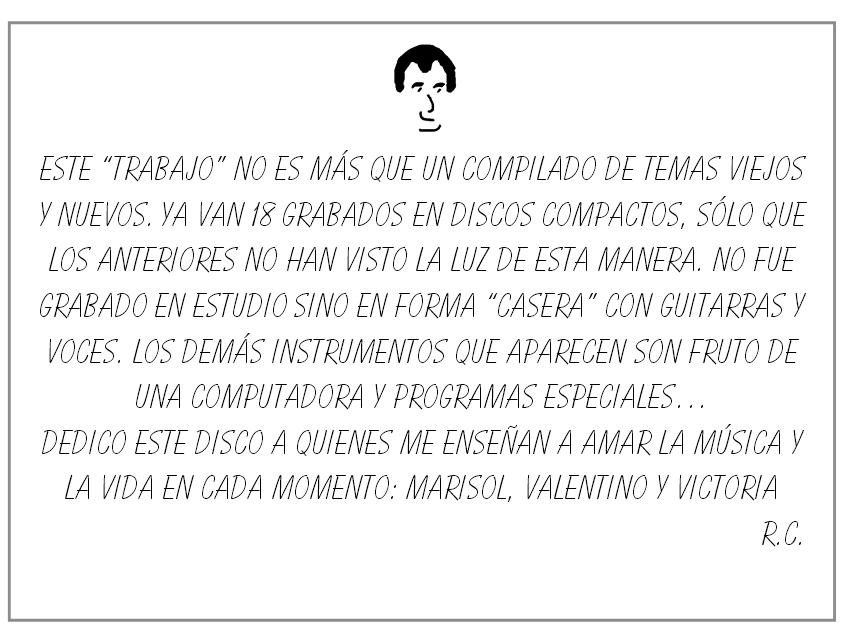 ESTE “TRABAJO” NO ES MÁS QUE UN COMPILADO DE TEMAS VIEJOS
Y NUEVOS. YA VAN 18 GRABADOS EN DISCOS COMPACTOS, SÓLO QUE
LOS ANTERIORES NO HAN VISTO LA LUZ DE ESTA MANERA. NO FUE
GRABADO EN ESTUDIO SINO EN FORMA “CASERA” CON GUITARRAS Y
VOCES. LOS DEMÁS INSTRUMENTOS QUE APARECEN SON FRUTO DE
UNA COMPUTADORA Y PROGRAMAS ESPECIALES...
DEDICO ESTE DISCO A QUIENES ME ENSEÑAN A AMAR LA MÚSICA Y
LA VIDA EN CADA MOMENTO: MARISOL, VALENTINO Y VICTORIA
R.C.